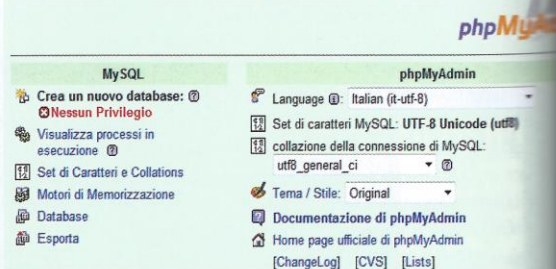 phpMyAd
MySQL
Crea un nuovo database:
Nessun Privilegio
Visualizza processi in
esecuzione
Set di Caratteri e Collations
Motori di Memorizzazione
Database
Esporta
phpMyAdmin
Language : Italian (it-utf-8)
Set di caratteri MySQL: UTF-8 Unicode (utf8)
collazione della connessione di MySQL:
utf8_general_ci
Tema / Stile: Original
Documentazione di phpMyAdmin
Home page ufficiale di phpMyAdmin
[ChangeLog] [CVS] [Lists]